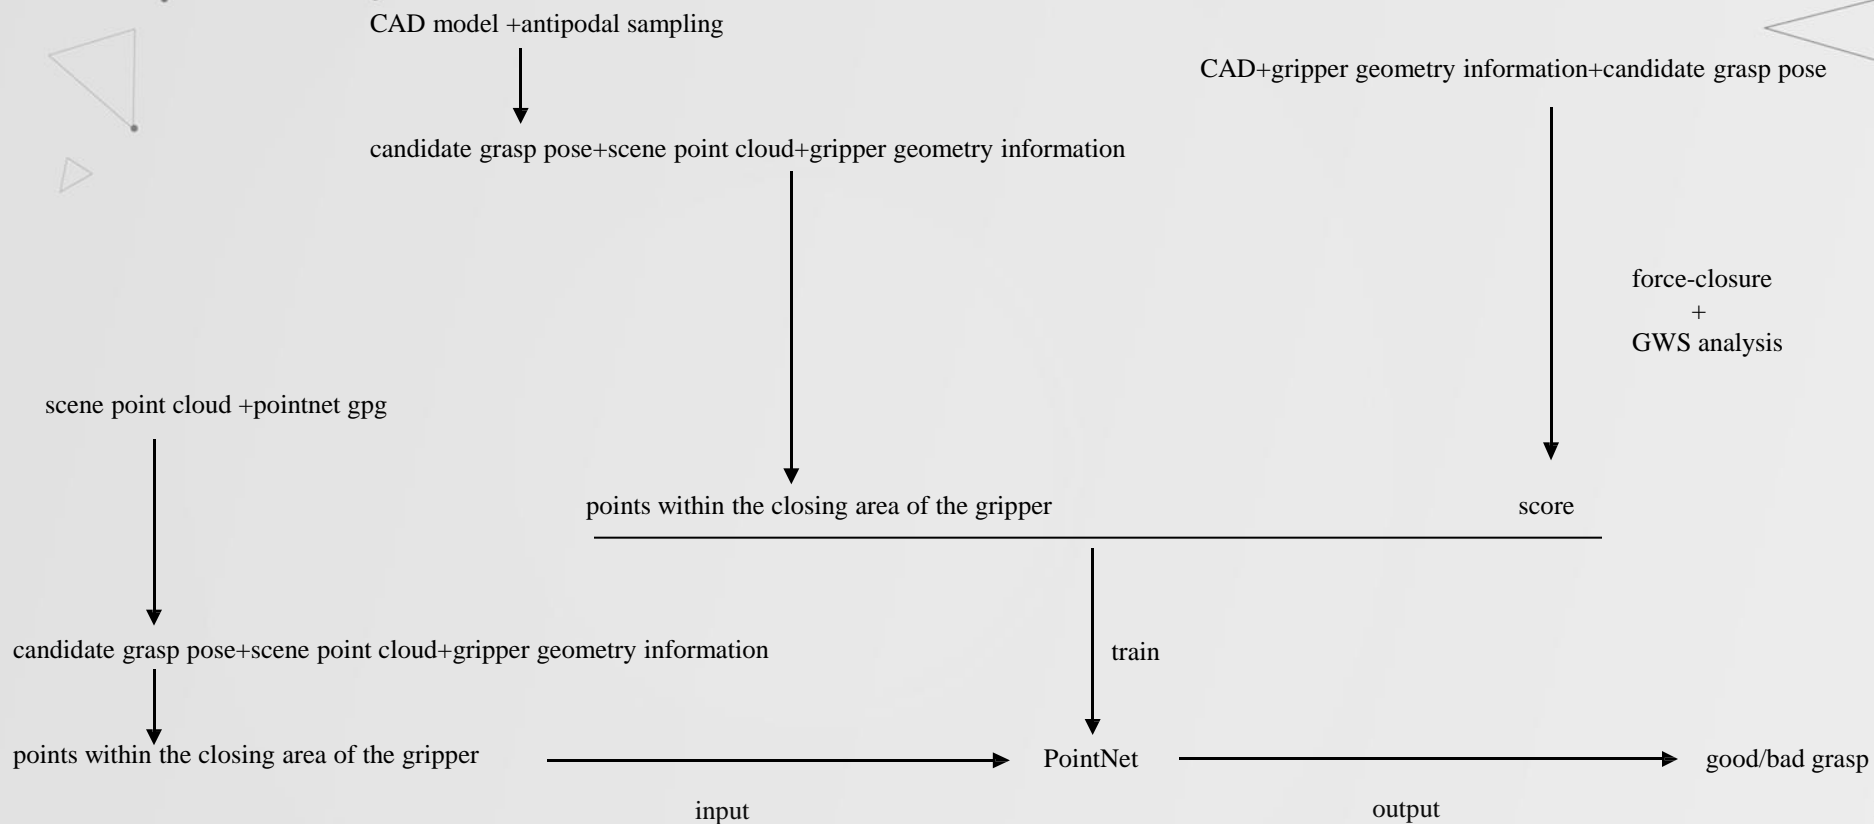 CAD model +antipodal sampling
CAD+gripper geometry information+candidate grasp pose
candidate grasp pose+scene point cloud+gripper geometry information
force-closure
+
GWS analysis
scene point cloud +pointnet gpg
points within the closing area of the gripper
score
candidate grasp pose+scene point cloud+gripper geometry information
train
points within the closing area of the gripper
PointNet
good/bad grasp
input
output